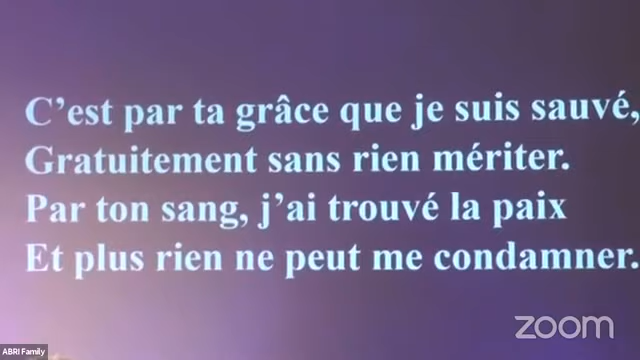 C'est par ta grâce que je suis sauvé,
Gratuitement sans rien mériter.
Par ton sang, j'ai trouvé la paix
Et plus rien ne peut me condamner.
zoom
ABRI Family